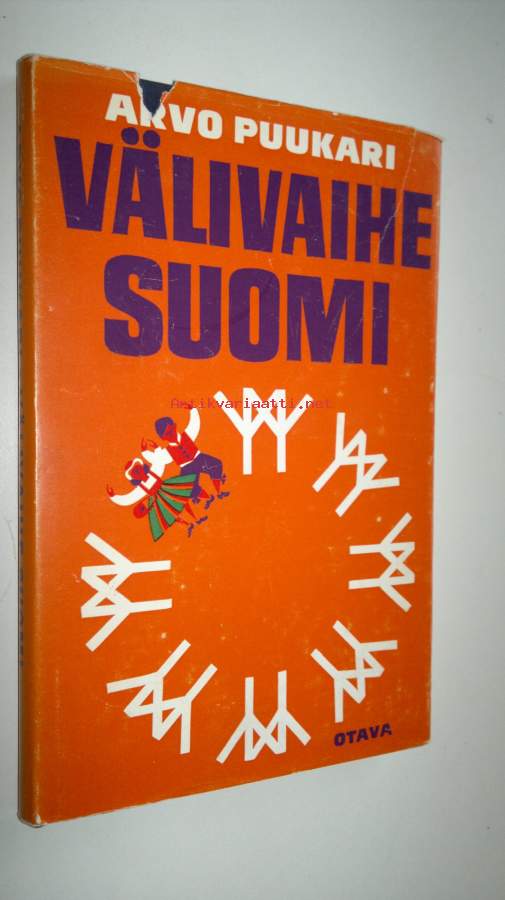 ARVO PUUKARI
VÄLIVAIHE
SUOMI
Antikvariaatti.net
OTAVA